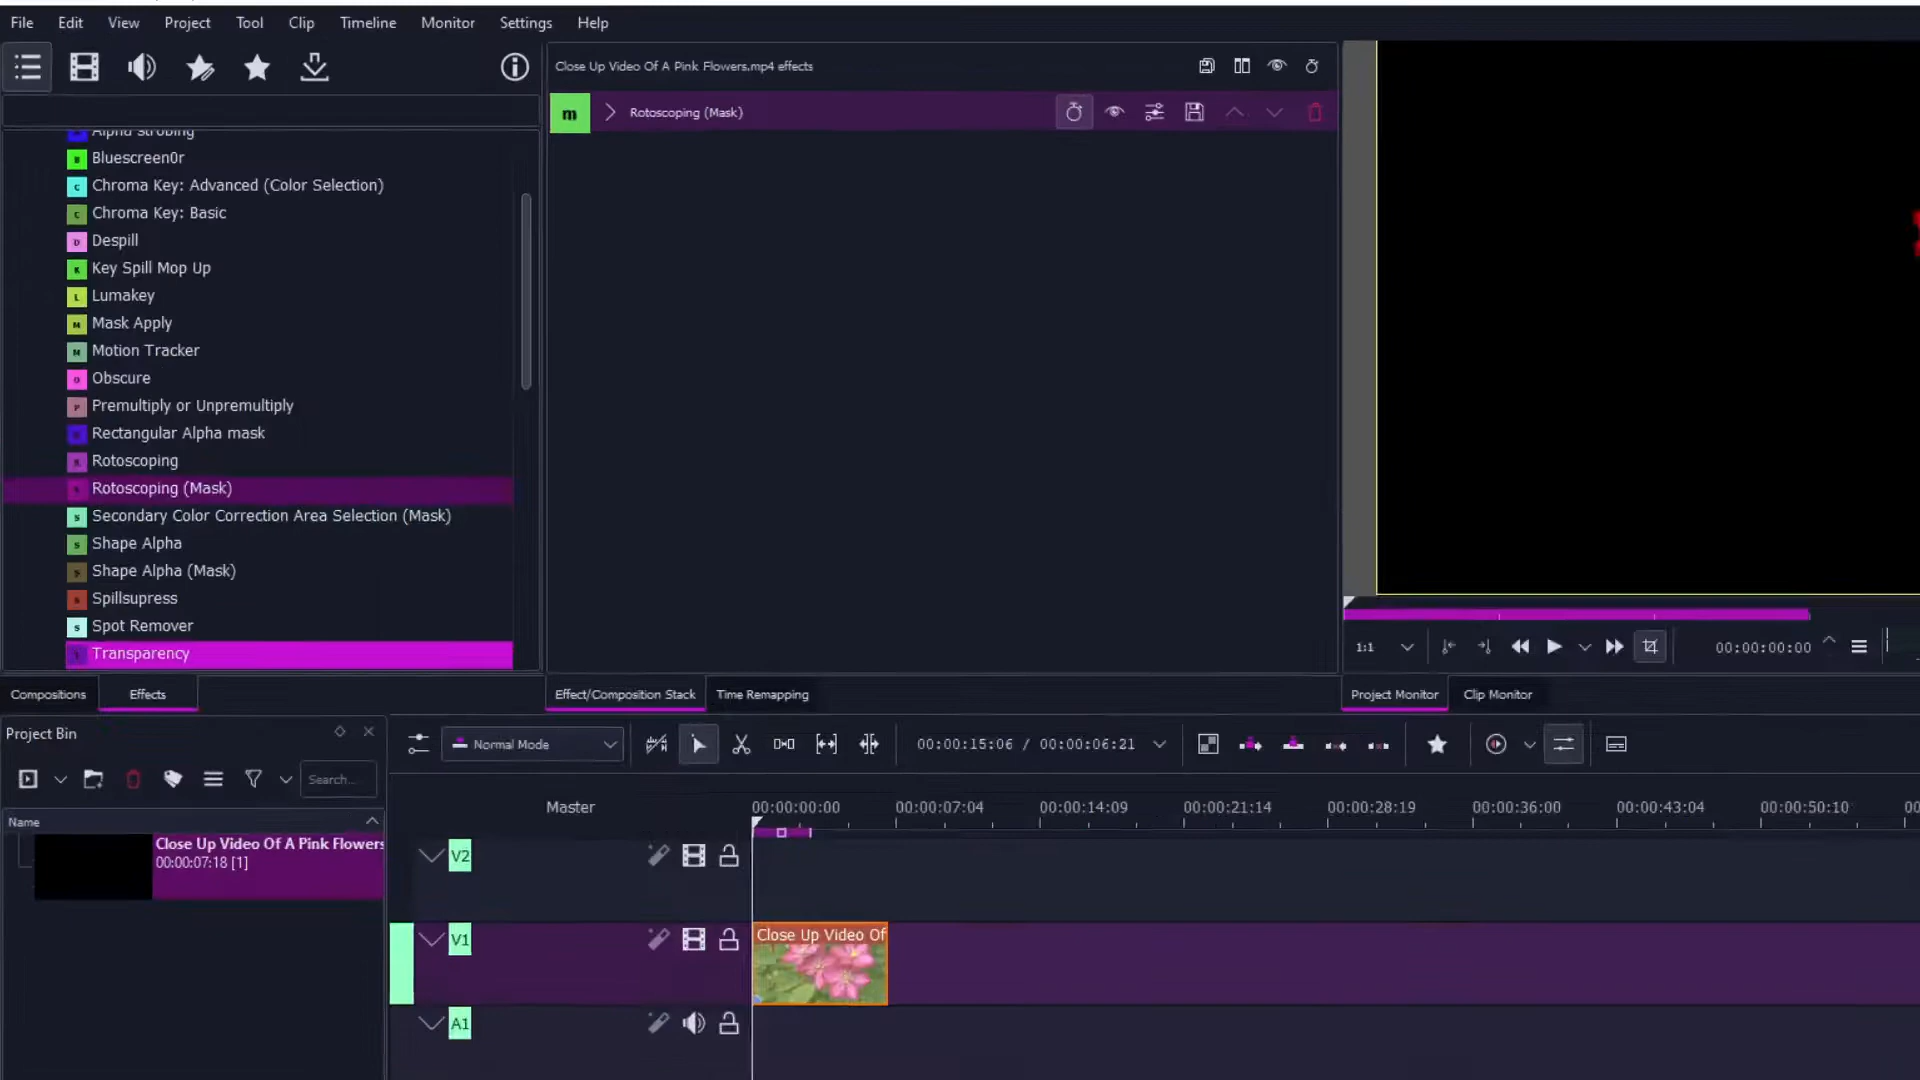 File Edit View Project Tool Clip Timeline Monitor Settings Help
Close Up Video Of A Pink Flowers.mp4 effects
m Rotoscoping (Mask)
Alpha strobing
Bluescreen0r
Chroma Key: Advanced (Color Selection)
Chroma Key: Basic
Despill
Key Spill Mop Up
Lumakey
Mask Apply
Motion Tracker
Obscure
Premultiply or Unpremultiply
Rectangular Alpha mask
Rotoscoping
Rotoscoping (Mask)
Secondary Color Correction Area Selection (Mask)
Shape Alpha
Shape Alpha (Mask)
Spillsupress
Spot Remover
Transparency
1:1 00:00:00:00
Compositions Effects
Effect/Composition Stack Time Remapping
Project Monitor Clip Monitor
Project Bin
Normal Mode
00:00:15:06 / 00:00:06:21
Search...
Name
Close Up Video Of A Pink Flowers
00:00:07:18 [1]
Master
00:00:00:00 00:00:07:04 00:00:14:09 00:00:21:14 00:00:28:19 00:00:36:00 00:00:43:04 00:00:50:10
V2
V1
Close Up Video Of
A1